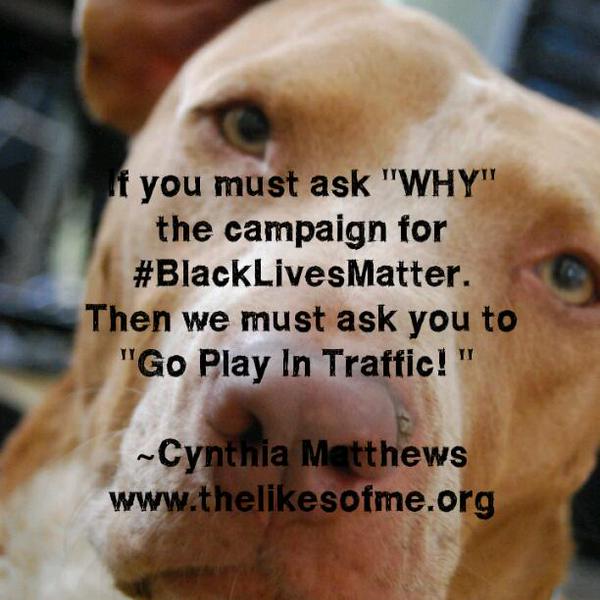 If you must ask "WHY"
the campaign for
#BlackLivesMatter.
Then we must ask you to
"Go Play In Traffic! "
~Cynthia Matthews
www.thelikesofme.org